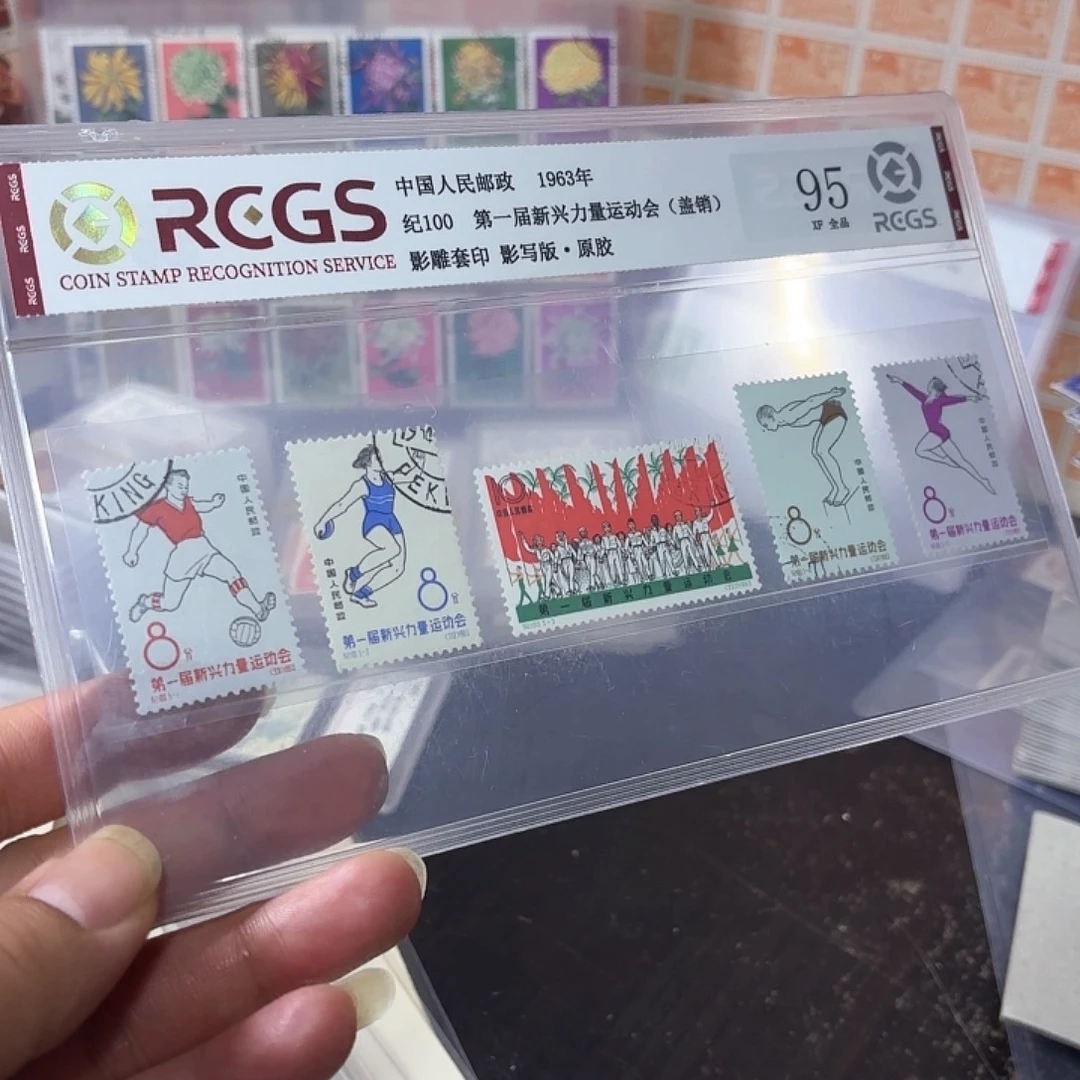 RCGS
COIN STAMP RECOGNITION SERVICE
中国人民邮政 1963年
纪100 第一届新兴力量运动会（盖销）
影雕套印 影写版·原胶
95
XF 全品
RCGS
RCGS
RCGS
RCGS
KING
中国人民邮政
8分
第一届新兴力量运动会
PEKI
中国人民邮政
8分
第一届新兴力量运动会
10
第一届新兴力量运动会
中国人民邮政
8分
第一届新兴力量运动会
中国人民邮政
8分
第一届新兴力量运动会